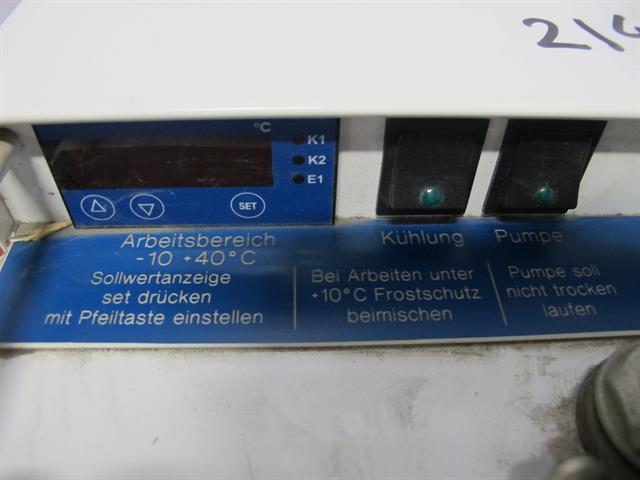 °C
K1
K2
E1
SET
Arbeitsbereich
-10 +40°C
Sollwertanzeige
set drücken
mit Pfeiltaste einstellen
Kühlung
Bei Arbeiten unter
+10°C Frostschutz
beimischen
Pumpe
Pumpe soll
nicht trocken
laufen